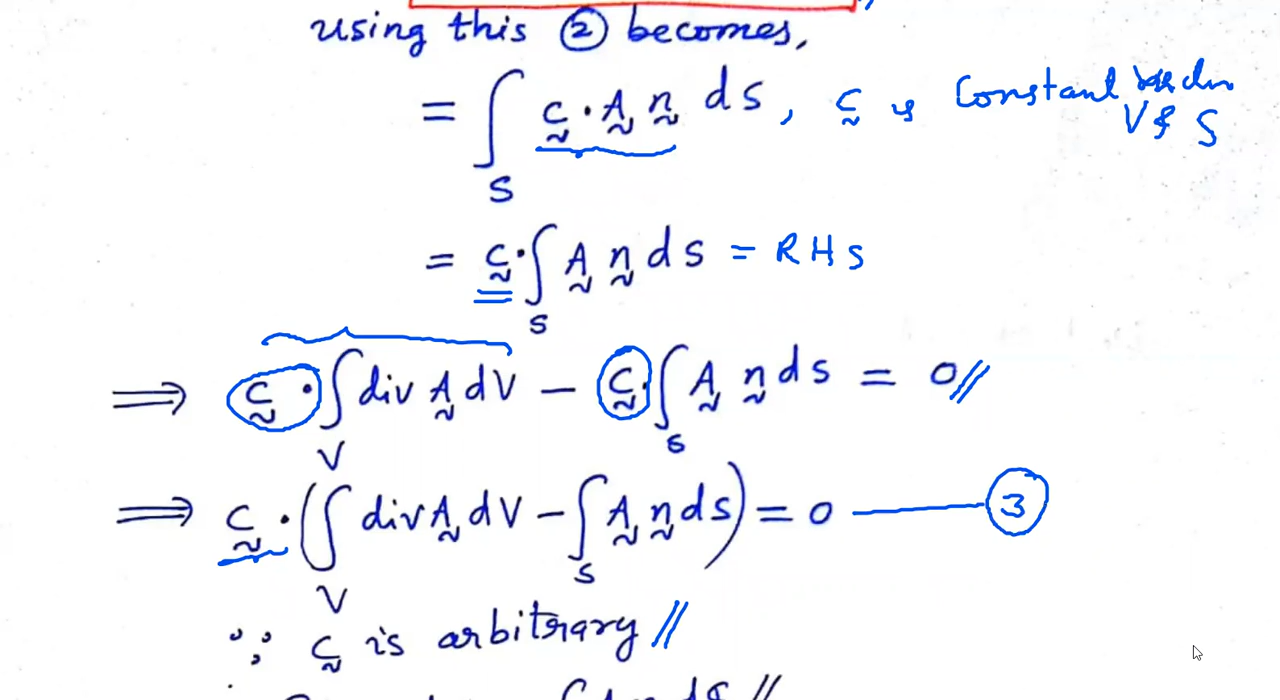 using this ② becomes,
= ∫_S c̰ · A̰ n̰ ds, c̰ is Constant V & S
= c̰ · ∫_S A̰ n̰ ds = RHS
⟹ c̰ · ∫_V div A̰ dV − c̰ · ∫_S A̰ n̰ ds = 0//
⟹ c̰ · (∫_V div A̰ dV − ∫_S A̰ n̰ ds) = 0 —— ③
∵ c̰ is arbitrary //